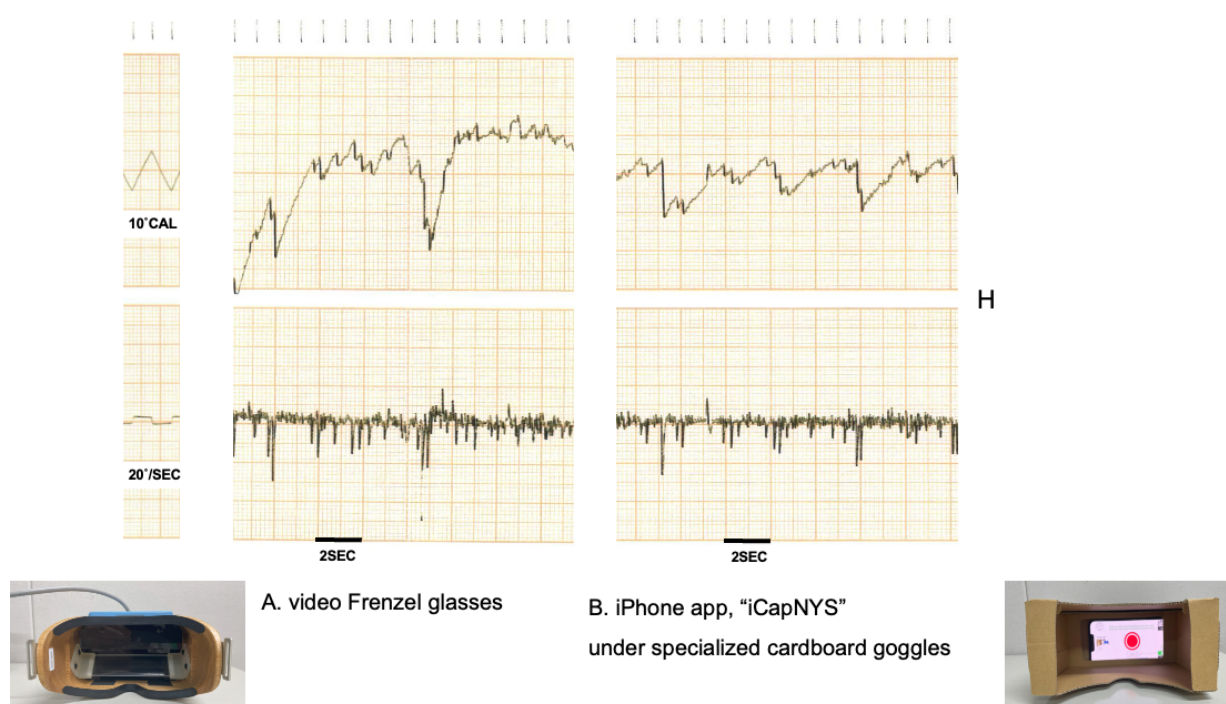 10°CAL
H
20°/SEC
2SEC
2SEC
A. video Frenzel glasses
B. iPhone app, “iCapNYS”
under specialized cardboard goggles